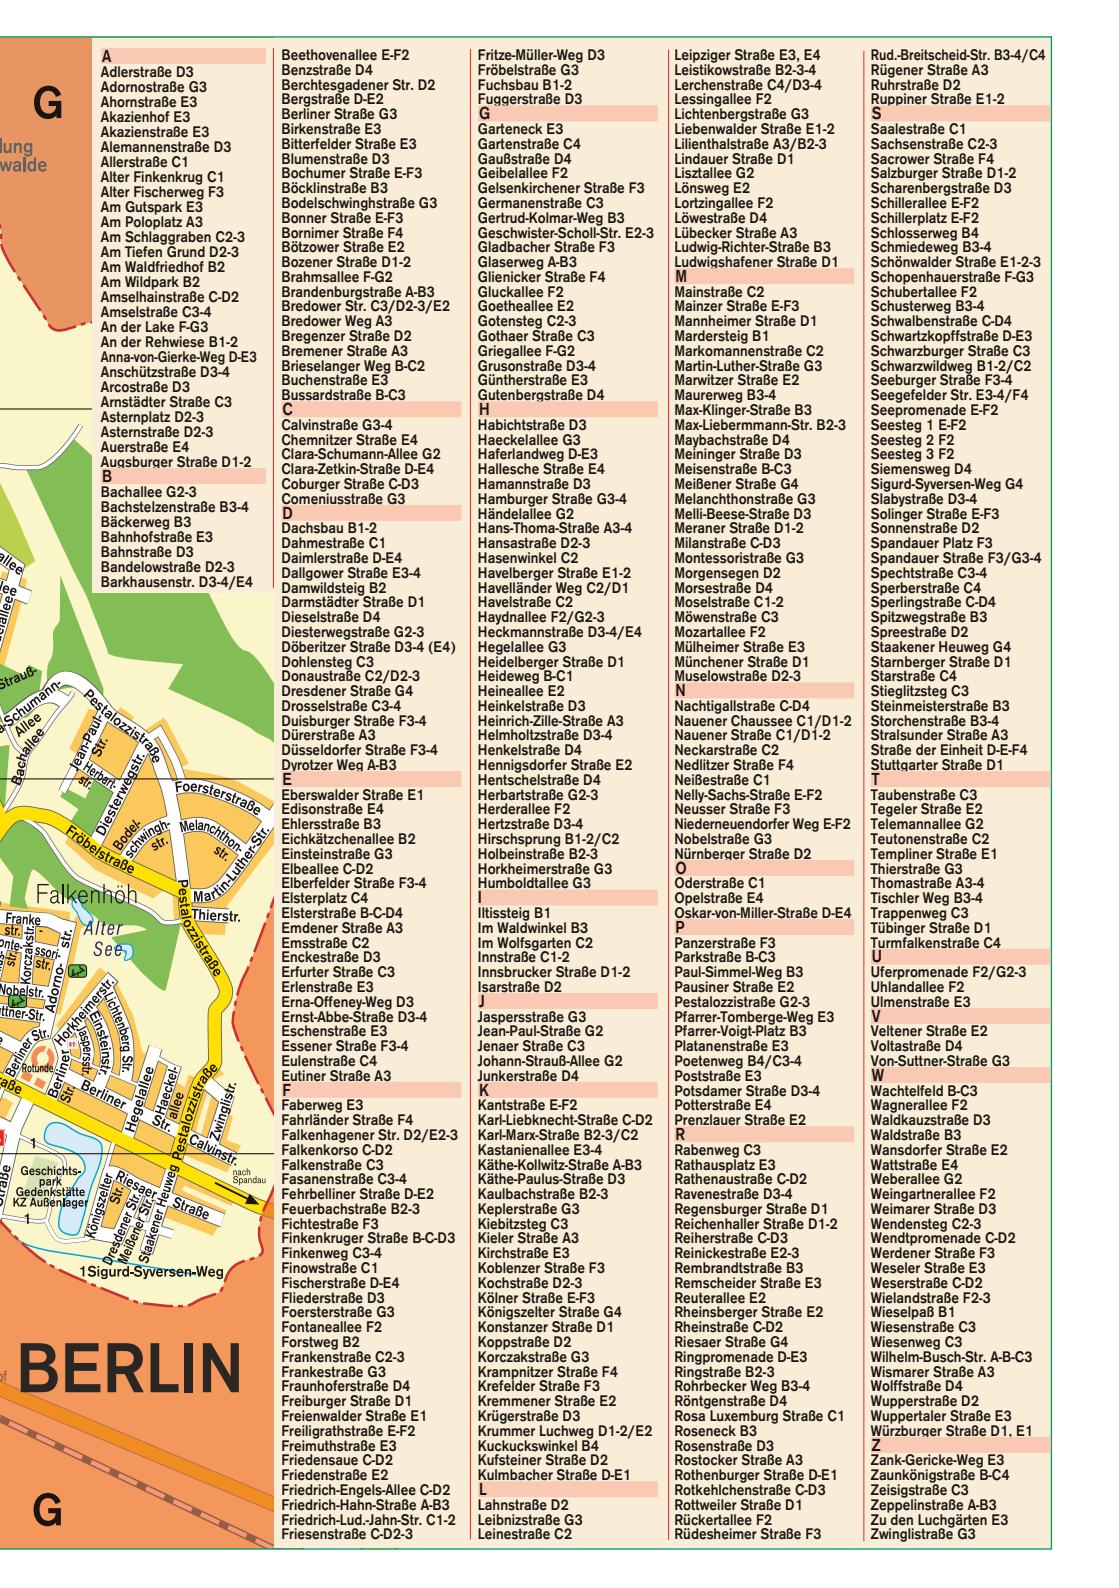 G
lung
walde
A
Adlerstraße D3
Adornostraße G3
Ahornstraße E3
Akazienhof E3
Akazienstraße E3
Alemannenstraße D3
Allerstraße C1
Alter Finkenkrug C1
Alter Fischerweg F3
Am Gutspark E3
Am Poloplatz A3
Am Schlaggraben C2-3
Am Tiefen Grund D2-3
Am Waldfriedhof B2
Am Wildpark B2
Amselhainstraße C-D2
Amselstraße C3-4
An der Lake F-G3
An der Rehwiese B1-2
Anna-von-Gierke-Weg D-E3
Anschützstraße D3-4
Arcostraße D3
Arnstädter Straße C3
Asternplatz D2-3
Asternstraße D2-3
Auerstraße E4
Augsburger Straße D1-2
B
Bachallee G2-3
Bachstelzenstraße B3-4
Bäckerweg B3
Bahnhofstraße E3
Bahnstraße D3
Bandelowstraße D2-3
Barkhausenstr. D3-4/E4
Beethovenallee E-F2
Benzstraße D4
Berchtesgadener Str. D2
Bergstraße D-E2
Berliner Straße G3
Birkenstraße E3
Bitterfelder Straße E3
Blumenstraße D3
Bochumer Straße E-F3
Böcklinstraße B3
Bodelschwinghstraße G3
Bonner Straße E-F3
Bornimer Straße F4
Bötzower Straße E2
Bozener Straße D1-2
Brahmsallee F-G2
Brandenburgstraße A-B3
Bredower Str. C3/D2-3/E2
Bredower Weg A3
Bregenzer Straße D2
Bremener Straße A3
Brieselanger Weg B-C2
Buchenstraße E3
Bussardstraße B-C3
C
Calvinstraße G3-4
Chemnitzer Straße E4
Clara-Schumann-Allee G2
Clara-Zetkin-Straße D-E4
Coburger Straße C-D3
Comeniusstraße G3
D
Dachsbau B1-2
Dahmestraße C1
Daimlerstraße D-E4
Dallgower Straße E3-4
Damwildsteig B2
Darmstädter Straße D1
Dieselstraße D4
Diesterwegstraße G2-3
Döberitzer Straße D3-4 (E4)
Dohlensteg C3
Donaustraße C2/D2-3
Dresdener Straße G4
Drosselstraße C3-4
Duisburger Straße F3-4
Dürerstraße A3
Düsseldorfer Straße F3-4
Dyrotzer Weg A-B3
E
Eberswalder Straße E1
Edisonstraße E4
Ehlersstraße B3
Eichkätzchenallee B2
Einsteinstraße G3
Elbeallee C-D2
Elberfelder Straße F3-4
Elsterplatz C4
Elsterstraße B-C-D4
Emdener Straße A3
Emsstraße C2
Enckestraße D3
Erfurter Straße C3
Erlenstraße E3
Erna-Offeney-Weg D3
Ernst-Abbe-Straße D3-4
Eschenstraße E3
Essener Straße F3-4
Eulenstraße C4
Eutiner Straße A3
F
Faberweg E3
Fahrländer Straße F4
Falkenhagener Str. D2/E2-3
Falkenkorso C-D2
Falkenstraße C3
Fasanenstraße C3-4
Fehrbelliner Straße D-E2
Feuerbachstraße B2-3
Fichtestraße F3
Finkenkruger Straße B-C-D3
Finkenweg C3-4
Finowstraße C1
Fischerstraße D-E4
Fliederstraße D3
Foersterstraße G3
Fontaneallee F2
Forstweg B2
Frankenstraße C2-3
Frankestraße G3
Fraunhoferstraße D4
Freiburger Straße D1
Freienwalder Straße E1
Freiligrathstraße E-F2
Freimuthstraße E3
Friedensaue C-D2
Friedenstraße E2
Friedrich-Engels-Allee C-D2
Friedrich-Hahn-Straße A-B3
Friedrich-Lud.-Jahn-Str. C1-2
Friesenstraße C-D2-3
Fritze-Müller-Weg D3
Fröbelstraße G3
Fuchsbau B1-2
Fuggerstraße D3
G
Garteneck E3
Gartenstraße C4
Gaußstraße D4
Geibelallee F2
Gelsenkirchener Straße F3
Germanenstraße C3
Gertrud-Kolmar-Weg B3
Geschwister-Scholl-Str. E2-3
Gladbacher Straße F3
Glaserweg A-B3
Glienicker Straße F4
Gluckallee F2
Goetheallee E2
Gotensteg C2-3
Gothaer Straße C3
Griegallee F-G2
Grusonstraße D3-4
Güntherstraße E3
Gutenbergstraße D4
H
Habichtstraße D3
Haeckelallee G3
Haferlandweg D-E3
Hallesche Straße E4
Hamannstraße D3
Hamburger Straße G3-4
Händelallee G2
Hans-Thoma-Straße A3-4
Hansastraße D2-3
Hasenwinkel C2
Havelberger Straße E1-2
Havelländer Weg C2/D1
Havelstraße C2
Haydnallee F2/G2-3
Heckmannstraße D3-4/E4
Hegelallee G3
Heidelberger Straße D1
Heideweg B-C1
Heineallee E2
Heinkelstraße D3
Heinrich-Zille-Straße A3
Helmholtzstraße D3-4
Henkelstraße D4
Hennigsdorfer Straße E2
Hentschelstraße D4
Herbartstraße G2-3
Herderallee F2
Hertzstraße D3-4
Hirschsprung B1-2/C2
Holbeinstraße B2-3
Horkheimerstraße G3
Humboldtallee G3
I
Iltissteig B1
Im Waldwinkel B3
Im Wolfsgarten C2
Innstraße C1-2
Innsbrucker Straße D1-2
Isarstraße D2
J
Jaspersstraße G3
Jean-Paul-Straße G2
Jenaer Straße C3
Johann-Strauß-Allee G2
Junkerstraße D4
K
Kantstraße E-F2
Karl-Liebknecht-Straße C-D2
Karl-Marx-Straße B2-3/C2
Kastanienallee E3-4
Käthe-Kollwitz-Straße A-B3
Käthe-Paulus-Straße D3
Kaulbachstraße B2-3
Keplerstraße G3
Kiebitzsteg C3
Kieler Straße A3
Kirchstraße E3
Koblenzer Straße F3
Kochstraße D2-3
Kölner Straße E-F3
Königszelter Straße G4
Konstanzer Straße D1
Koppstraße D2
Korczakstraße G3
Krampnitzer Straße F4
Krefelder Straße F3
Kremmener Straße E2
Krügerstraße D3
Krummer Luchweg D1-2/E2
Kuckuckswinkel B4
Kufsteiner Straße D2
Kulmbacher Straße D-E1
L
Lahnstraße D2
Leibnizstraße G3
Leinestraße C2
Leipziger Straße E3, E4
Leistikowstraße B2-3-4
Lerchenstraße C4/D3-4
Lessingallee F2
Lichtenbergstraße G3
Liebenwalder Straße E1-2
Lilienthalstraße A3/B2-3
Lindauer Straße D1
Lisztallee G2
Lönsweg E2
Lortzingallee F2
Löwestraße D4
Lübecker Straße A3
Ludwig-Richter-Straße B3
Ludwigshafener Straße D1
M
Mainstraße C2
Mainzer Straße E-F3
Mannheimer Straße D1
Mardersteig B1
Markomannenstraße C2
Martin-Luther-Straße G3
Marwitzer Straße E2
Maurerweg B3-4
Max-Klinger-Straße B3
Max-Liebermmann-Str. B2-3
Maybachstraße D4
Meininger Straße D3
Meisenstraße B-C3
Meißener Straße G4
Melanchthonstraße G3
Melli-Beese-Straße D3
Meraner Straße D1-2
Milanstraße C-D3
Montessoristraße G3
Morgensegen D2
Morsestraße D4
Moselstraße C1-2
Möwenstraße C3
Mozartallee F2
Mülheimer Straße E3
Münchener Straße D1
Muselowstraße D2-3
N
Nachtigallstraße C-D4
Nauener Chaussee C1/D1-2
Nauener Straße C1/D1-2
Neckarstraße C2
Nedlitzer Straße F4
Neißestraße C1
Nelly-Sachs-Straße E-F2
Neusser Straße F3
Niederneuendorfer Weg E-F2
Nobelstraße G3
Nürnberger Straße D2
O
Oderstraße C1
Opelstraße E4
Oskar-von-Miller-Straße D-E4
P
Panzerstraße F3
Parkstraße B-C3
Paul-Simmel-Weg B3
Pausiner Straße E2
Pestalozzistraße G2-3
Pfarrer-Tomberge-Weg E3
Pfarrer-Voigt-Platz B3
Platanenstraße E3
Poetenweg B4/C3-4
Poststraße E3
Potsdamer Straße D3-4
Potterstraße E4
Prenzlauer Straße E2
R
Rabenweg C3
Rathausplatz E3
Rathenaustraße C-D2
Ravenestraße D3-4
Regensburger Straße D1
Reichenhaller Straße D1-2
Reiherstraße C-D3
Reinickestraße E2-3
Rembrandtstraße B3
Remscheider Straße E3
Reuterallee E2
Rheinsberger Straße E2
Rheinstraße C-D2
Riesaer Straße G4
Ringpromenade D-E3
Ringstraße B2-3
Rohrbecker Weg B3-4
Röntgenstraße D4
Rosa Luxemburg Straße C1
Roseneck B3
Rosenstraße D3
Rostocker Straße A3
Rothenburger Straße D-E1
Rotkehlchenstraße C-D3
Rottweiler Straße D1
Rückertallee F2
Rüdesheimer Straße F3
Rud.-Breitscheid-Str. B3-4/C4
Rügener Straße A3
Ruhrstraße D2
Ruppiner Straße E1-2
S
Saalestraße C1
Sachsenstraße C2-3
Sacrower Straße F4
Salzburger Straße D1-2
Scharenbergstraße D3
Schillerallee E-F2
Schillerplatz E-F2
Schlosserweg B4
Schmiedeweg B3-4
Schönwalder Straße E1-2-3
Schopenhauerstraße F-G3
Schubertallee F2
Schusterweg B3-4
Schwalbenstraße C-D4
Schwartzkopffstraße D-E3
Schwarzburger Straße C3
Schwarzwildweg B1-2/C2
Seeburger Straße F3-4
Seegefelder Str. E3-4/F4
Seepromenade E-F2
Seesteg 1 E-F2
Seesteg 2 F2
Seesteg 3 F2
Siemensweg D4
Sigurd-Syversen-Weg G4
Slabystraße D3-4
Solinger Straße E-F3
Sonnenstraße D2
Spandauer Platz F3
Spandauer Straße F3/G3-4
Spechtstraße C3-4
Sperberstraße C4
Sperlingstraße C-D4
Spitzwegstraße B3
Spreestraße D2
Staakener Heuweg G4
Starnberger Straße D1
Starstraße C4
Stieglitzsteg C3
Steinmeisterstraße B3
Storchenstraße B3-4
Stralsunder Straße A3
Straße der Einheit D-E-F4
Stuttgarter Straße D1
T
Taubenstraße C3
Tegeler Straße E2
Telemannallee G2
Teutonenstraße C2
Templiner Straße E1
Thierstraße G3
Thomastraße A3-4
Tischler Weg B3-4
Trappenweg C3
Tübinger Straße D1
Turmfalkenstraße C4
U
Uferpromenade F2/G2-3
Uhlandallee F2
Ulmenstraße E3
V
Veltener Straße E2
Voltastraße D4
Von-Suttner-Straße G3
W
Wachtelfeld B-C3
Wagnerallee F2
Waldkauzstraße D3
Waldstraße B3
Wansdorfer Straße E2
Wattstraße E4
Weberallee G2
Weingartnerallee F2
Weimarer Straße D3
Wendensteg C2-3
Wendtpromenade C-D2
Werdener Straße F3
Weseler Straße E3
Weserstraße C-D2
Wielandstraße F2-3
Wieselpaß B1
Wiesenstraße C3
Wiesenweg C3
Wilhelm-Busch-Str. A-B-C3
Wismarer Straße A3
Wolffstraße D4
Wupperstraße D2
Wuppertaler Straße E3
Würzburger Straße D1, E1
Z
Zank-Gericke-Weg E3
Zaunkönigstraße B-C4
Zeisigstraße C3
Zeppelinstraße A-B3
Zu den Luchgärten E3
Zwinglistraße G3
allee
Strauß-
-Schumann-
Allee
Bachallee
Pestalozzistraße
Jean-Paul-
Str.
Herbart-
str.
Diesterwegstr.
Foersterstraße
Bodel-
schwingh-
str.
Melanchthon-
str.
Martin-Luther-Str.
Fröbelstraße
Falkenhöh
Pestalozzistraße
Thierstr.
Alter
See
Franke
str.
Korczakstr.
ssori-
str.
Adorno-
str.
Nobelstr.
ttner-Str.
Horkheimerstr.
Lichtenberg Str.
Einsteinstr.
Jaspersstr.
Berliner Str.
Rotunde
Berliner
Str.
Berliner
Str.
Hegelallee
Haeckel-
allee
Pestalozzistraße
Zwinglistr.
Calvinstr.
aße
1
Geschichts-
park
Gedenkstätte
KZ Außenlager
1
Straße
Königszelter
Str.
Riesaer
Straße
Dresdener Str.
Meißener Str.
Staakener Heuweg
nach
Spandau
1Sigurd-Syversen-Weg
BERLIN
G